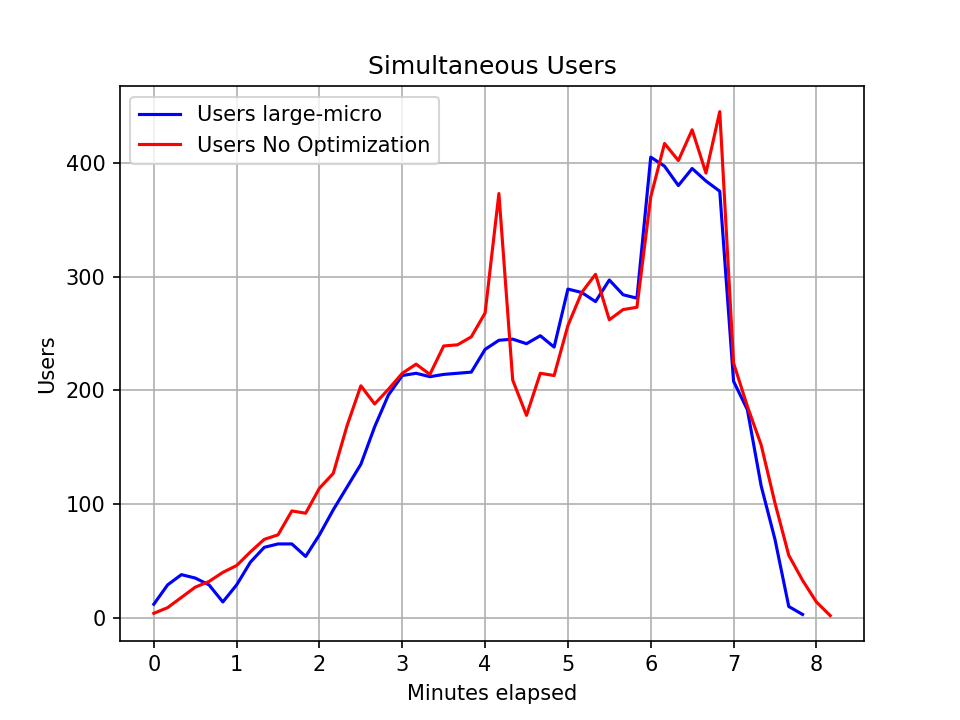 Simultaneous Users
Users large-micro
Users No Optimization
400
300
200
100
0
Users
0 1 2 3 4 5 6 7 8
Minutes elapsed